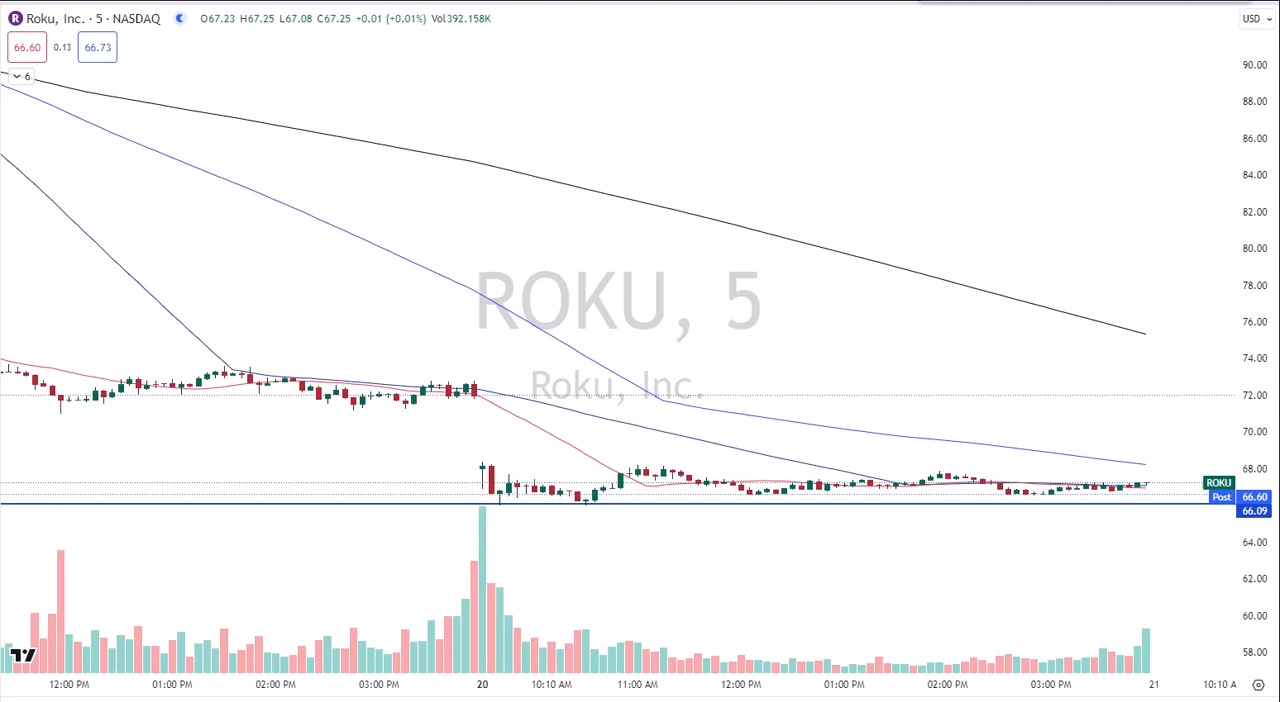 Roku, Inc. · 5 · NASDAQ O67.23 H67.25 L67.08 C67.25 +0.01 (+0.01%) Vol392.158K
USD
66.60 0.13 66.73
6
90.00
88.00
86.00
84.00
82.00
80.00
78.00
ROKU, 5
76.00
74.00
Roku, Inc.
72.00
70.00
68.00
ROKU
Post 66.60
66.09
64.00
62.00
60.00
58.00
12:00 PM 01:00 PM 02:00 PM 03:00 PM 20 10:10 AM 11:00 AM 12:00 PM 01:00 PM 02:00 PM 03:00 PM 21 10:10 A